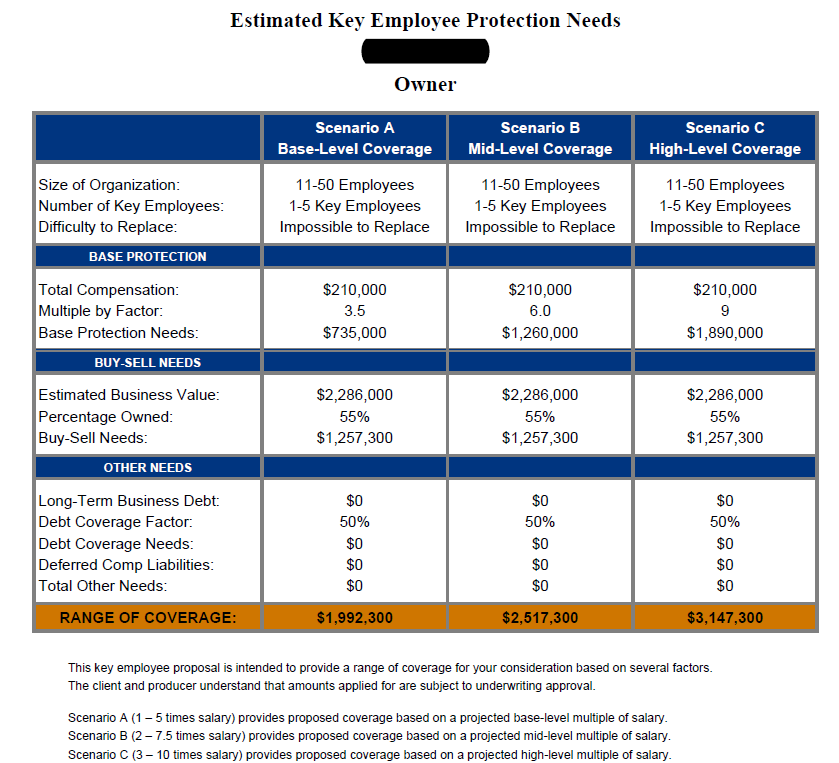 Estimated Key Employee Protection Needs
Owner
Scenario A Scenario B Scenario C
Base-Level Coverage Mid-Level Coverage High-Level Coverage
Size of Organization: 11-50 Employees 11-50 Employees 11-50 Employees
Number of Key Employees: 1-5 Key Employees 1-5 Key Employees 1-5 Key Employees
Difficulty to Replace: Impossible to Replace Impossible to Replace Impossible to Replace
BASE PROTECTION
Total Compensation: $210,000 $210,000 $210,000
Multiple by Factor: 3.5 6.0 9
Base Protection Needs: $735,000 $1,260,000 $1,890,000
BUY-SELL NEEDS
Estimated Business Value: $2,286,000 $2,286,000 $2,286,000
Percentage Owned: 55% 55% 55%
Buy-Sell Needs: $1,257,300 $1,257,300 $1,257,300
OTHER NEEDS
Long-Term Business Debt: $0 $0 $0
Debt Coverage Factor: 50% 50% 50%
Debt Coverage Needs: $0 $0 $0
Deferred Comp Liabilities: $0 $0 $0
Total Other Needs: $0 $0 $0
RANGE OF COVERAGE: $1,992,300 $2,517,300 $3,147,300
This key employee proposal is intended to provide a range of coverage for your consideration based on several factors.
The client and producer understand that amounts applied for are subject to underwriting approval.
Scenario A (1 – 5 times salary) provides proposed coverage based on a projected base-level multiple of salary.
Scenario B (2 – 7.5 times salary) provides proposed coverage based on a projected mid-level multiple of salary.
Scenario C (3 – 10 times salary) provides proposed coverage based on a projected high-level multiple of salary.